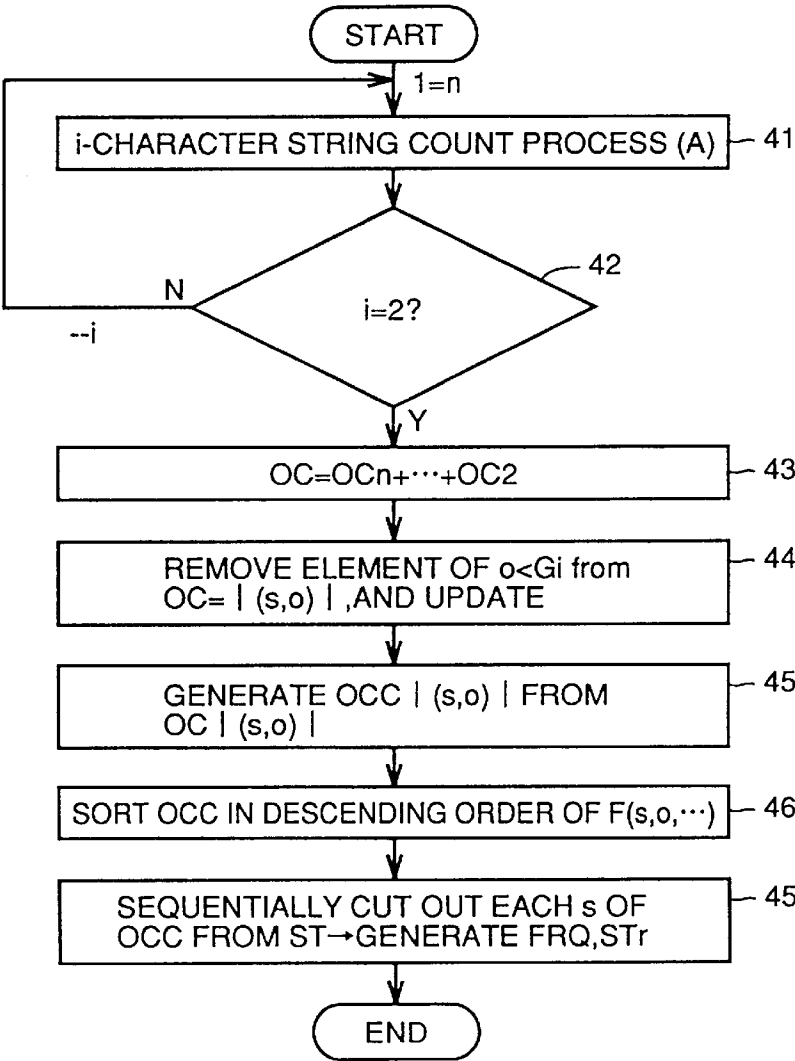 START
1=n
i-CHARACTER STRING COUNT PROCESS (A)
41
42
N
i=2?
--i
Y
OC=OCn+···+OC2
43
REMOVE ELEMENT OF o<Gi from
OC= | (s,o) | ,AND UPDATE
44
GENERATE OCC | (s,o) | FROM
OC | (s,o) |
45
SORT OCC IN DESCENDING ORDER OF F(s,o,···)
46
SEQUENTIALLY CUT OUT EACH s OF
OCC FROM ST→GENERATE FRQ,STr
45
END